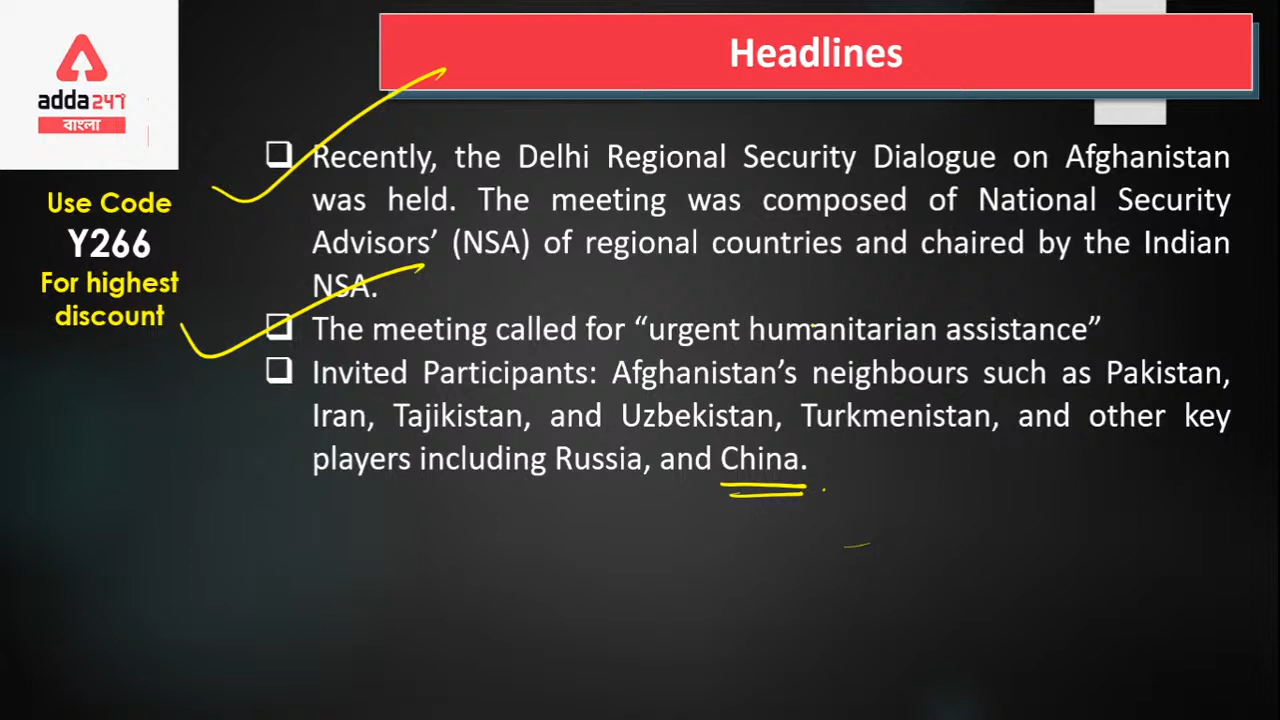 Headlines
adda247
বাংলা
Use Code
Y266
For highest
discount
Recently, the Delhi Regional Security Dialogue on Afghanistan
was held. The meeting was composed of National Security
Advisors’ (NSA) of regional countries and chaired by the Indian
NSA.
The meeting called for “urgent humanitarian assistance”
Invited Participants: Afghanistan’s neighbours such as Pakistan,
Iran, Tajikistan, and Uzbekistan, Turkmenistan, and other key
players including Russia, and China.